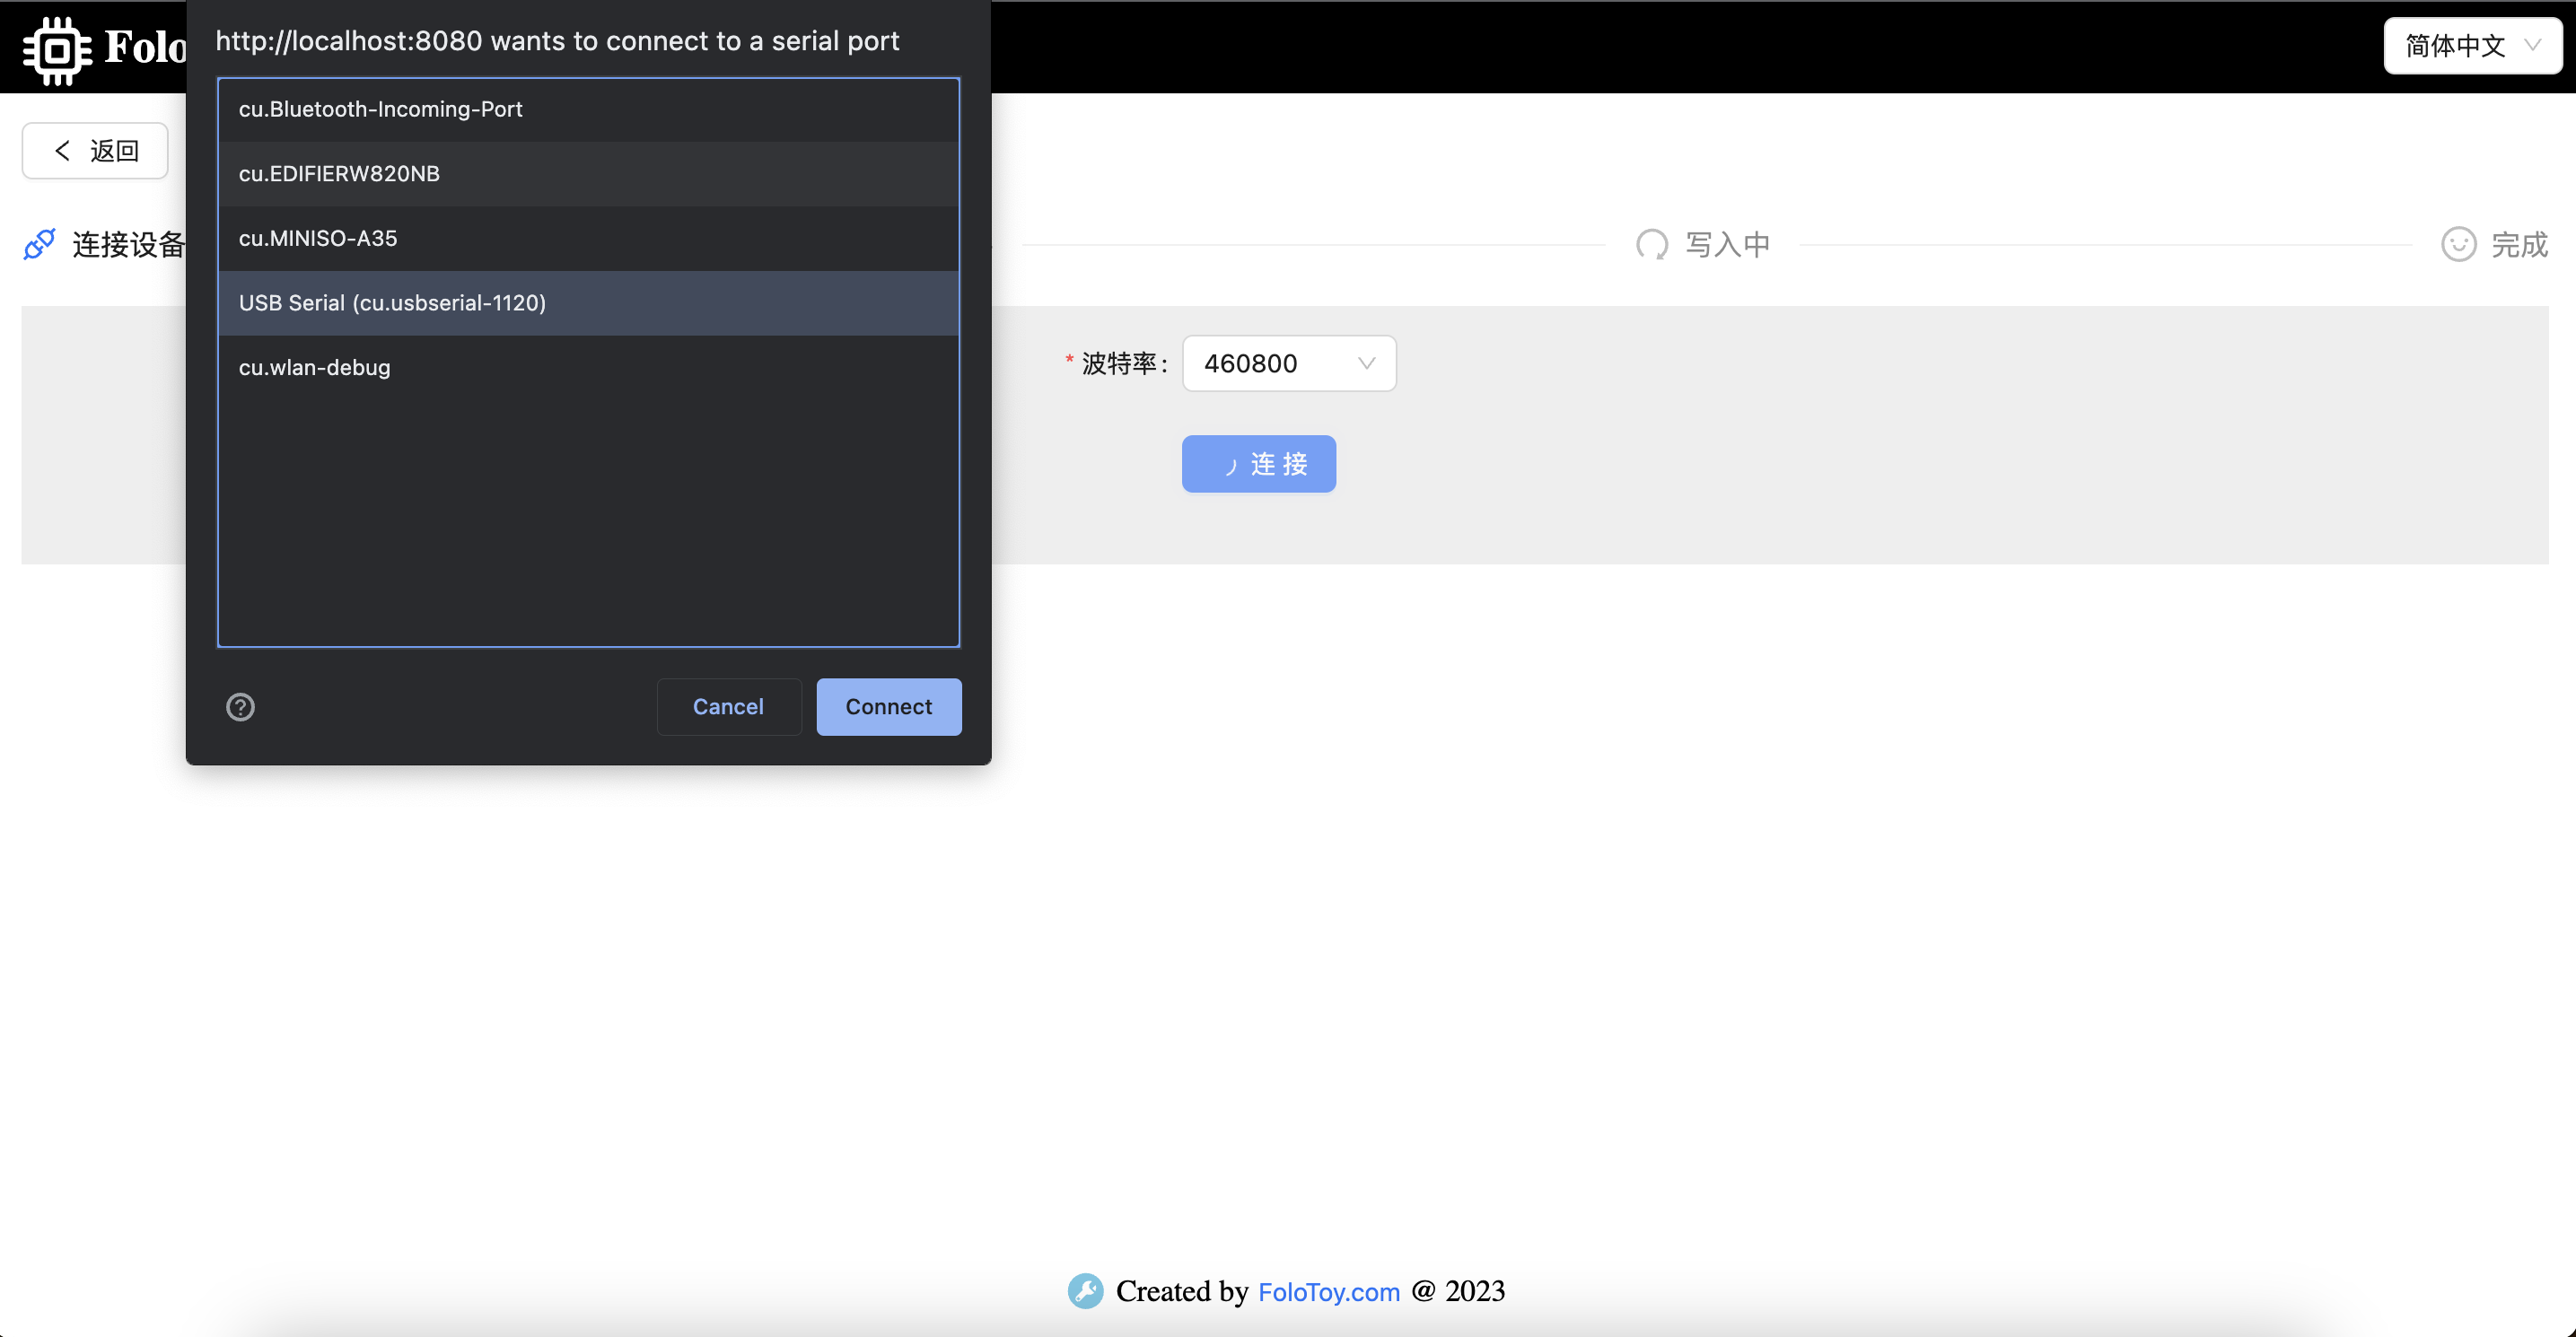 Folo
简体中文
http://localhost:8080 wants to connect to a serial port
cu.Bluetooth-Incoming-Port
cu.EDIFIERW820NB
cu.MINISO-A35
USB Serial (cu.usbserial-1120)
cu.wlan-debug
Cancel
Connect
返回
连接设备
写入中
完成
* 波特率:
460800
连接
Created by FoloToy.com @ 2023